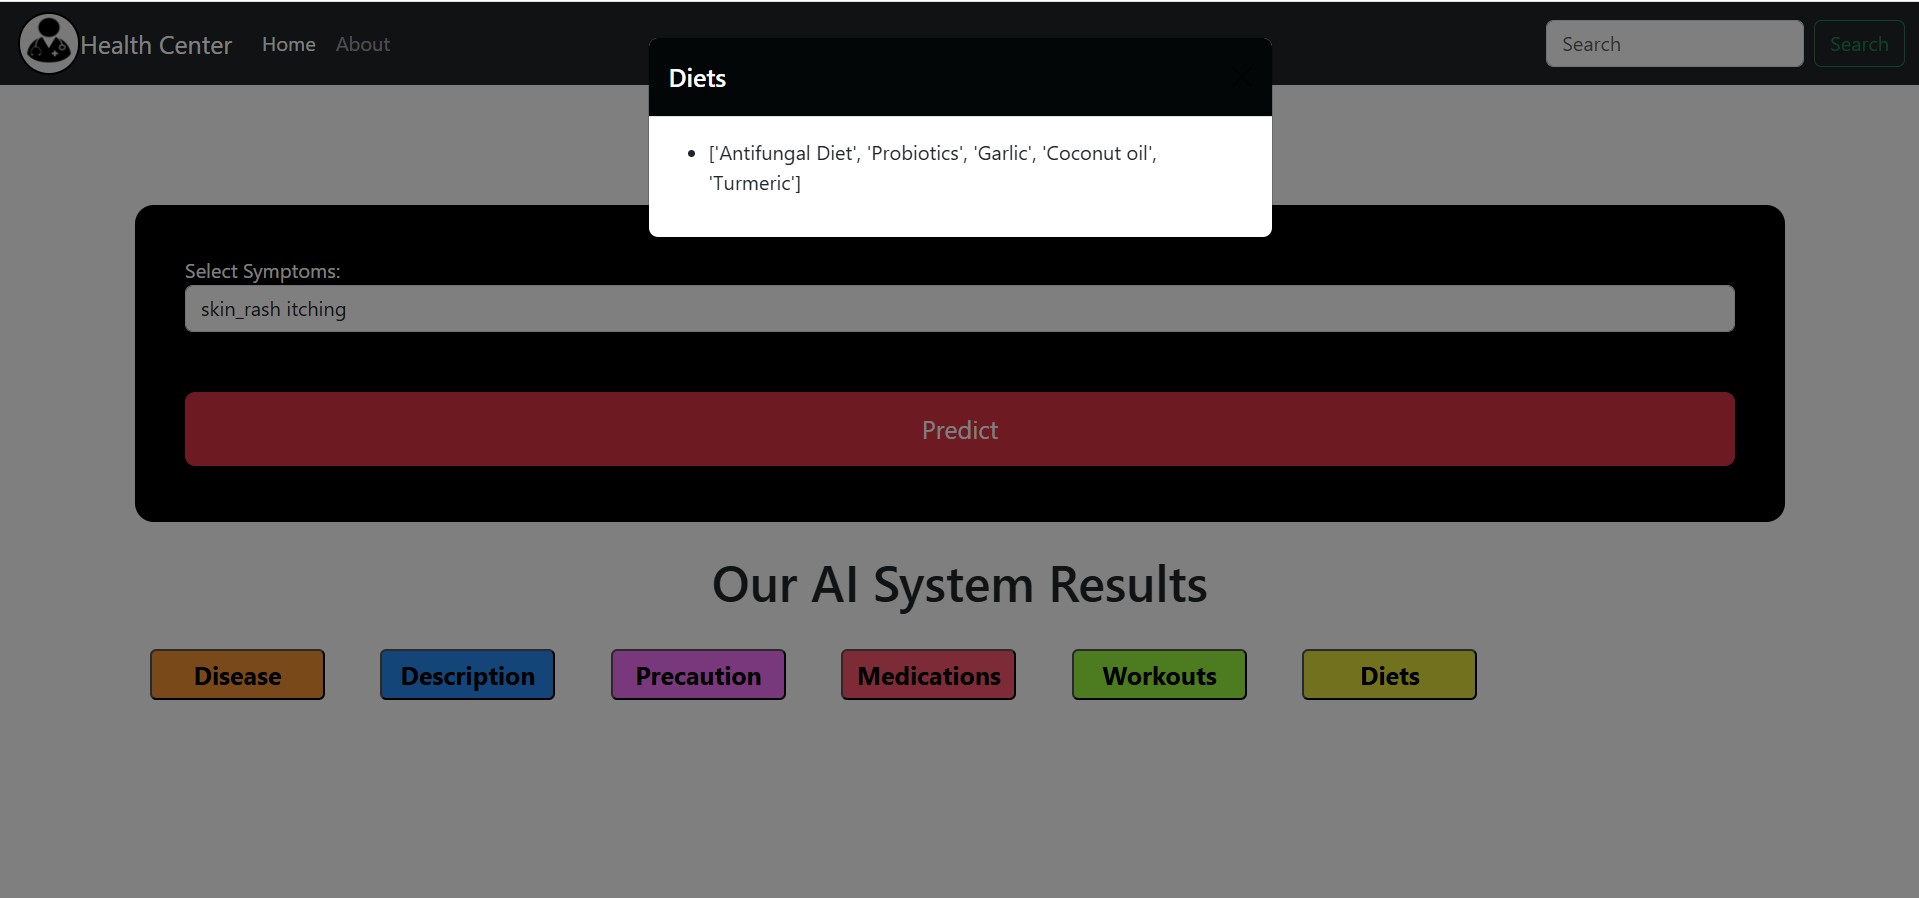 Health Center Home About Search Search
Diets
['Antifungal Diet', 'Probiotics', 'Garlic', 'Coconut oil',
'Turmeric']
Select Symptoms:
skin_rash itching
Predict
Our AI System Results
Disease Description Precaution Medications Workouts Diets